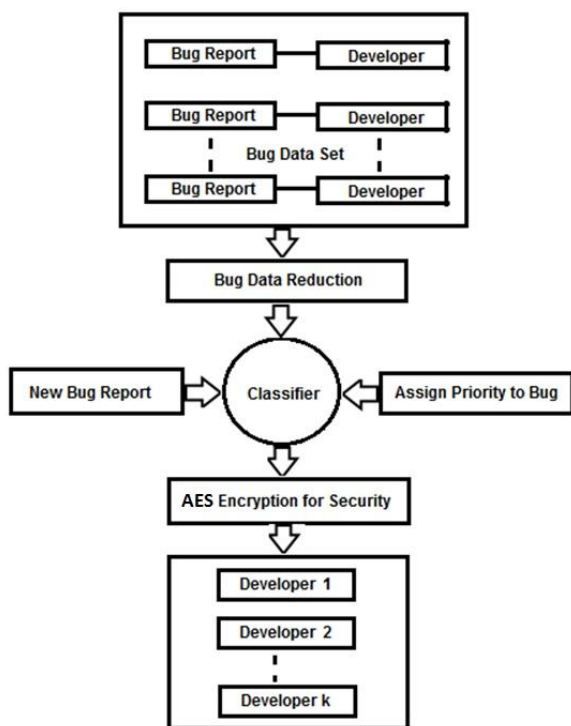 Bug Report Developer
Bug Report Developer
Bug Data Set
Bug Report Developer
Bug Data Reduction
New Bug Report Classifier Assign Priority to Bug
AES Encryption for Security
Developer 1
Developer 2
Developer k